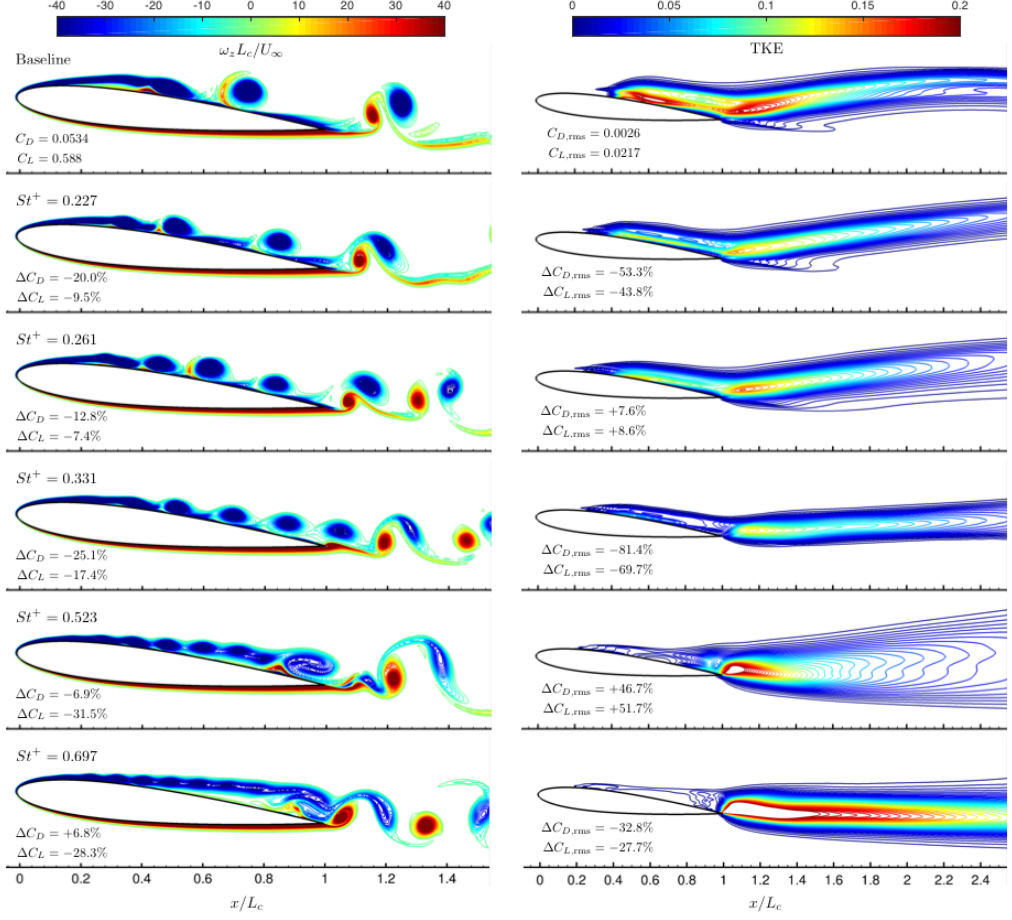 -40 -20 0 20 40
ω_z L_c/U_∞
0 0.05 0.1 0.15 0.2
TKE
Baseline
C_D = 0.0534
C_L = 0.588
C_D,rms = 0.0026
C_L,rms = 0.0217
St⁺ = 0.227
ΔC_D = −20.0%
ΔC_L = −9.5%
ΔC_D,rms = −53.3%
ΔC_L,rms = −43.8%
St⁺ = 0.261
ΔC_D = −12.8%
ΔC_L = −7.4%
ΔC_D,rms = +7.6%
ΔC_L,rms = +8.6%
St⁺ = 0.331
ΔC_D = −25.1%
ΔC_L = −17.4%
ΔC_D,rms = −81.4%
ΔC_L,rms = −69.7%
St⁺ = 0.523
ΔC_D = −6.9%
ΔC_L = −31.5%
ΔC_D,rms = +46.7%
ΔC_L,rms = +51.7%
St⁺ = 0.697
ΔC_D = +6.8%
ΔC_L = −28.3%
ΔC_D,rms = −32.8%
ΔC_L,rms = −27.7%
0 0.2 0.4 0.6 0.8 1 1.2 1.4
x/L_c
0 0.2 0.4 0.6 0.8 1 1.2 1.4 1.6 1.8 2 2.2 2.4
x/L_c